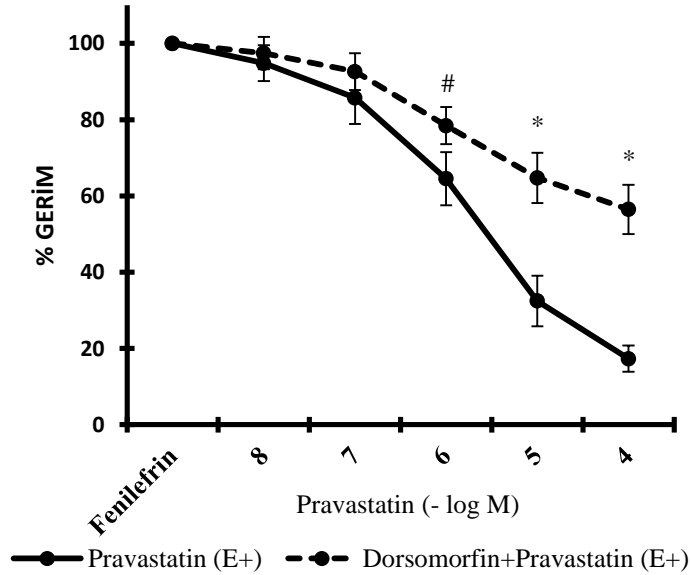 100
80
60
40
20
0
% GERİM
#
*
*
Fenilefrin
8
7
6
5
4
Pravastatin (- log M)
Pravastatin (E+)
Dorsomorfin+Pravastatin (E+)